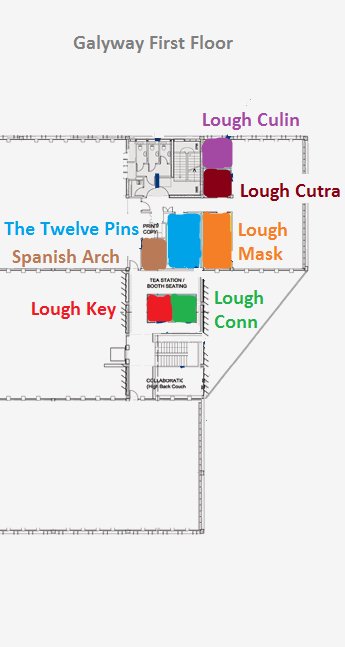 Galyway First Floor
Lough Culin
Lough Cutra
The Twelve Pins
PRINT/
COPY
Lough
Mask
Spanish Arch
TEA STATION /
BOOTH SEATING
Lough Key
Lough
Conn
COLLABORATIE
(High Back Couch